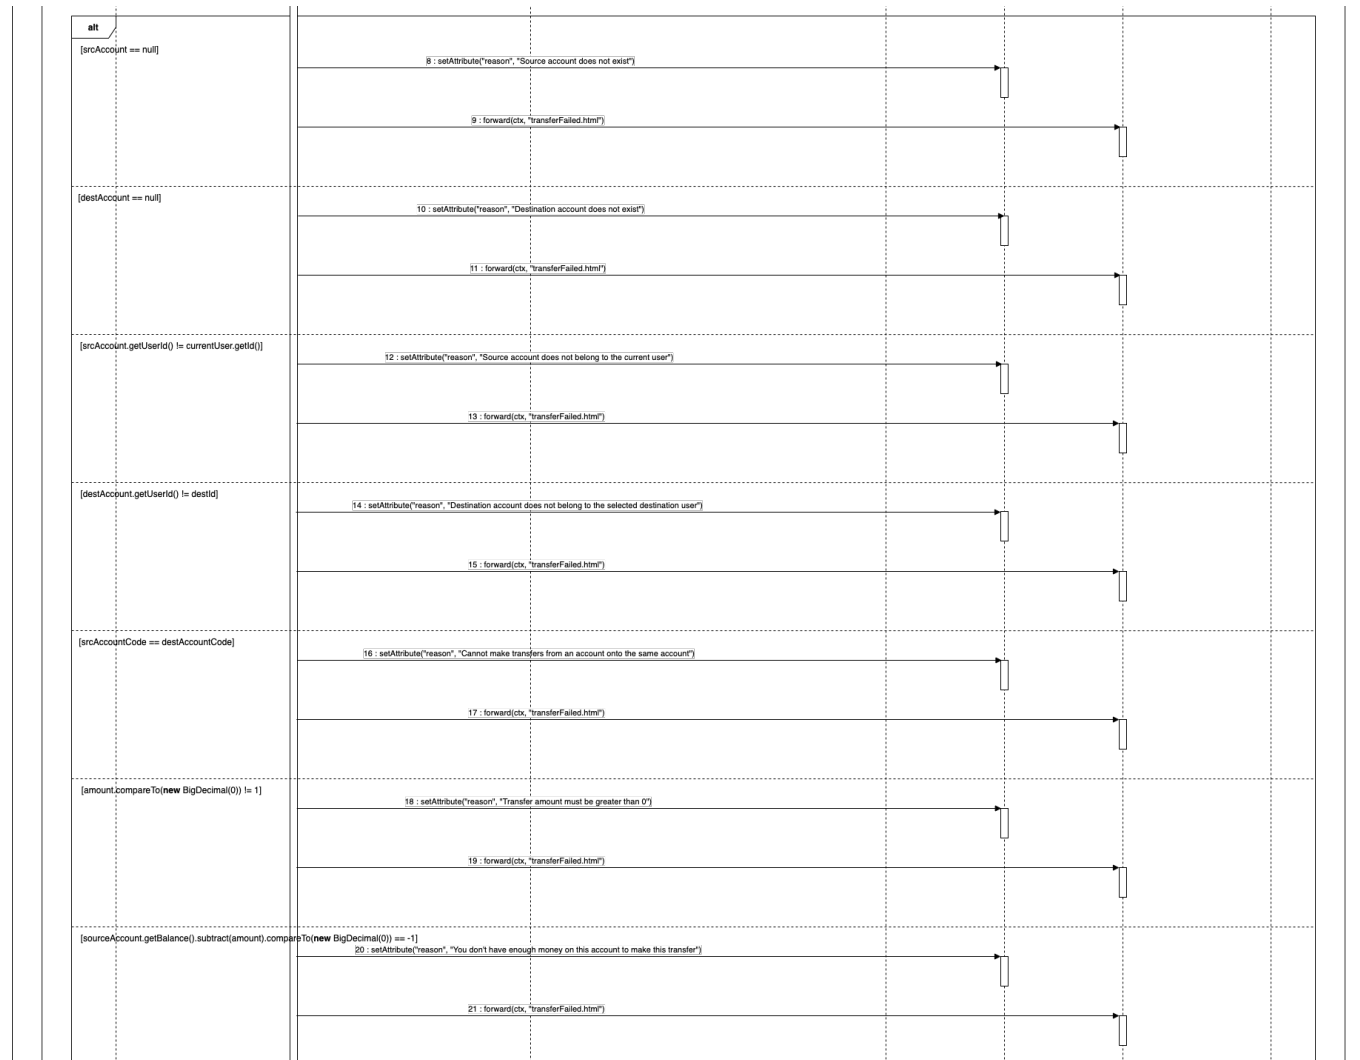 alt
[srcAccount == null]
8 : setAttribute("reason", "Source account does not exist")
9 : forward(ctx, "transferFailed.html")
[destAccount == null]
10 : setAttribute("reason", "Destination account does not exist")
11 : forward(ctx, "transferFailed.html")
[srcAccount.getUserId() != currentUser.getId()]
12 : setAttribute("reason", "Source account does not belong to the current user")
13 : forward(ctx, "transferFailed.html")
[destAccount.getUserId() != destId]
14 : setAttribute("reason", "Destination account does not belong to the selected destination user")
15 : forward(ctx, "transferFailed.html")
[srcAccountCode == destAccountCode]
16 : setAttribute("reason", "Cannot make transfers from an account onto the same account")
17 : forward(ctx, "transferFailed.html")
[amount.compareTo(new BigDecimal(0)) != 1]
18 : setAttribute("reason", "Transfer amount must be greater than 0")
19 : forward(ctx, "transferFailed.html")
[sourceAccount.getBalance().subtract(amount).compareTo(new BigDecimal(0)) == -1]
20 : setAttribute("reason", "You don't have enough money on this account to make this transfer")
21 : forward(ctx, "transferFailed.html")